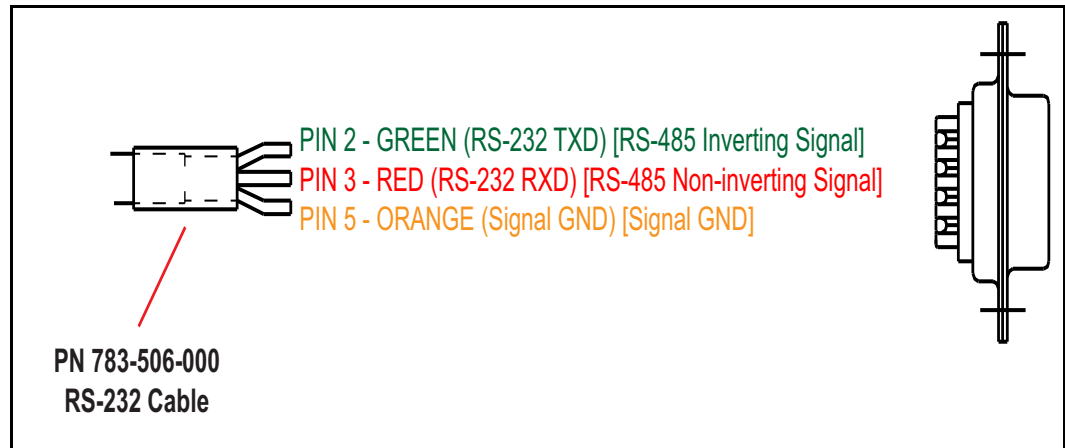 PIN 2 - GREEN (RS-232 TXD) [RS-485 Inverting Signal]
PIN 3 - RED (RS-232 RXD) [RS-485 Non-inverting Signal]
PIN 5 - ORANGE (Signal GND) [Signal GND]
PN 783-506-000
RS-232 Cable